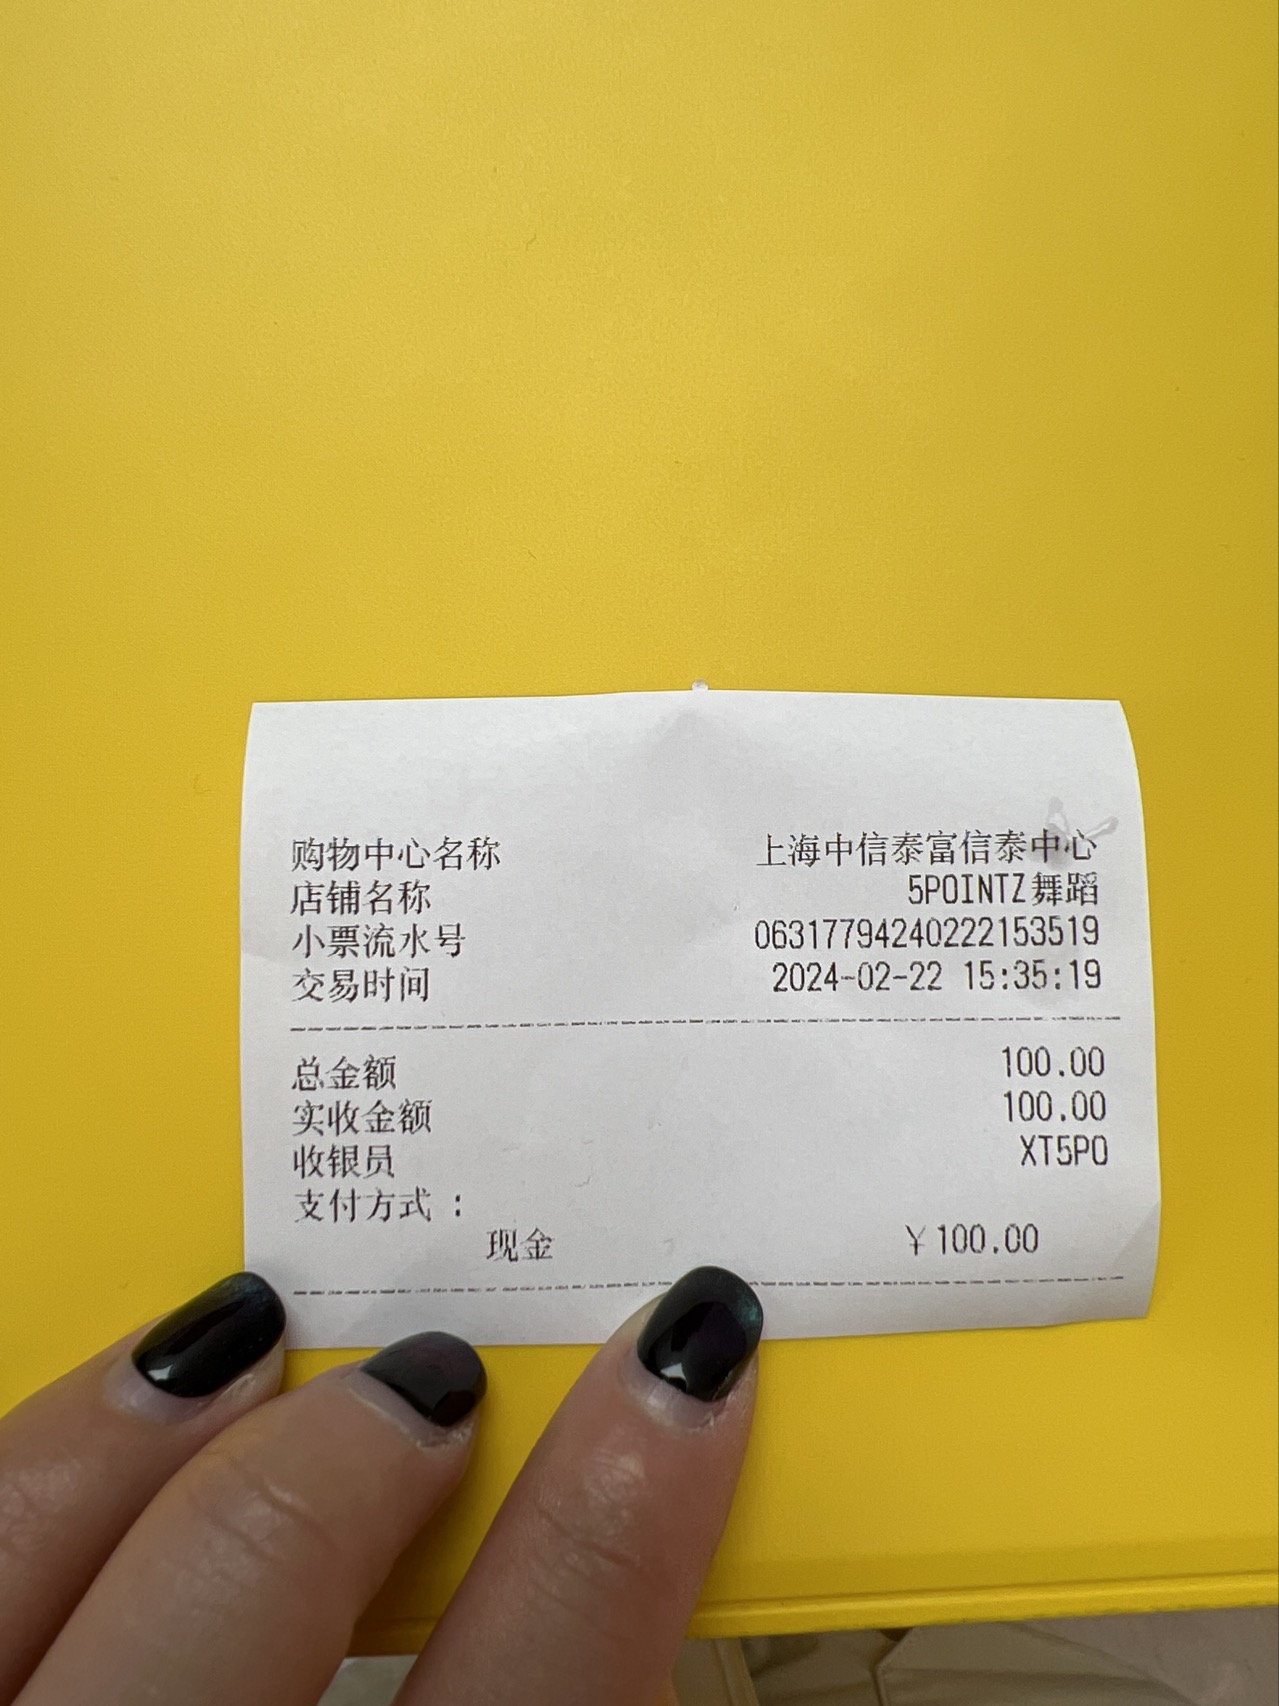 购物中心名称 上海中信泰富信泰中心
店铺名称 5POINTZ舞蹈
小票流水号 06317794240222153519
交易时间 2024-02-22 15:35:19
总金额 100.00
实收金额 100.00
收银员 XT5PO
支付方式 :
现金 ￥100.00